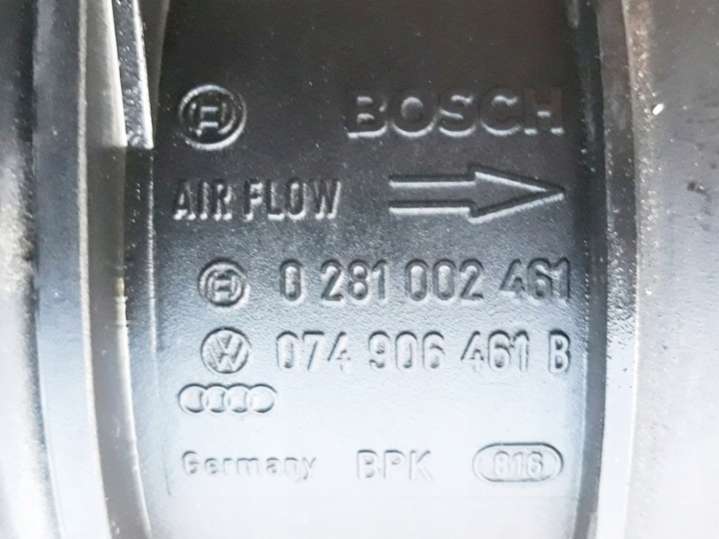 BOSCH
AIR FLOW
0 281 002 461
074 906 461 B
Germany BPK 816